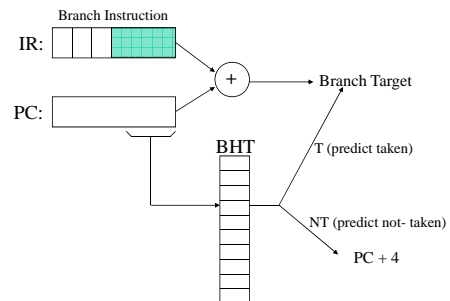 Branch Instruction
IR:
+
Branch Target
PC:
BHT
T (predict taken)
NT (predict not- taken)
PC + 4